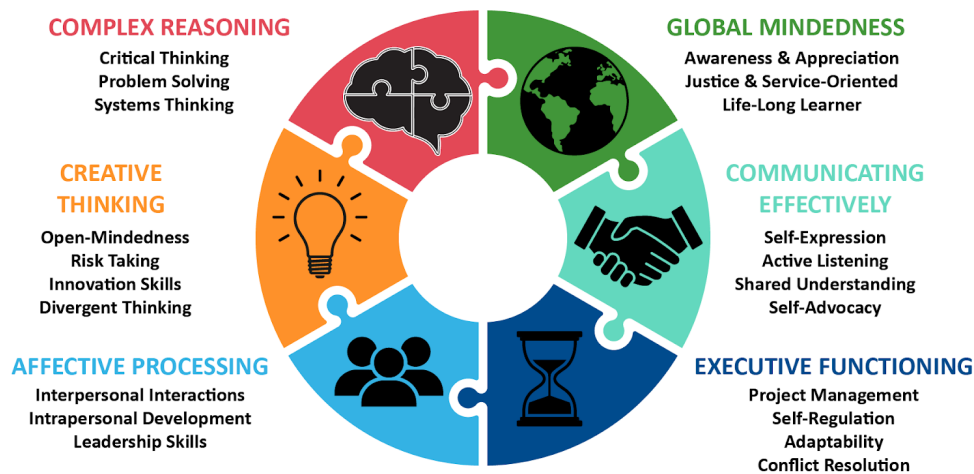 COMPLEX REASONING
Critical Thinking
Problem Solving
Systems Thinking
CREATIVE
THINKING
Open-Mindedness
Risk Taking
Innovation Skills
Divergent Thinking
AFFECTIVE PROCESSING
Interpersonal Interactions
Intrapersonal Development
Leadership Skills
GLOBAL MINDEDNESS
Awareness & Appreciation
Justice & Service-Oriented
Life-Long Learner
COMMUNICATING
EFFECTIVELY
Self-Expression
Active Listening
Shared Understanding
Self-Advocacy
EXECUTIVE FUNCTIONING
Project Management
Self-Regulation
Adaptability
Conflict Resolution